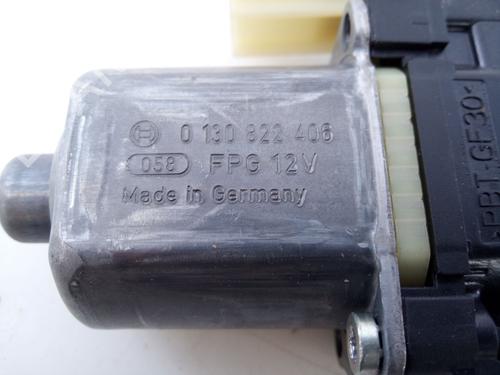 0 130 822 406
058 FPG 12V
Made in Germany
>PBT-GF30<